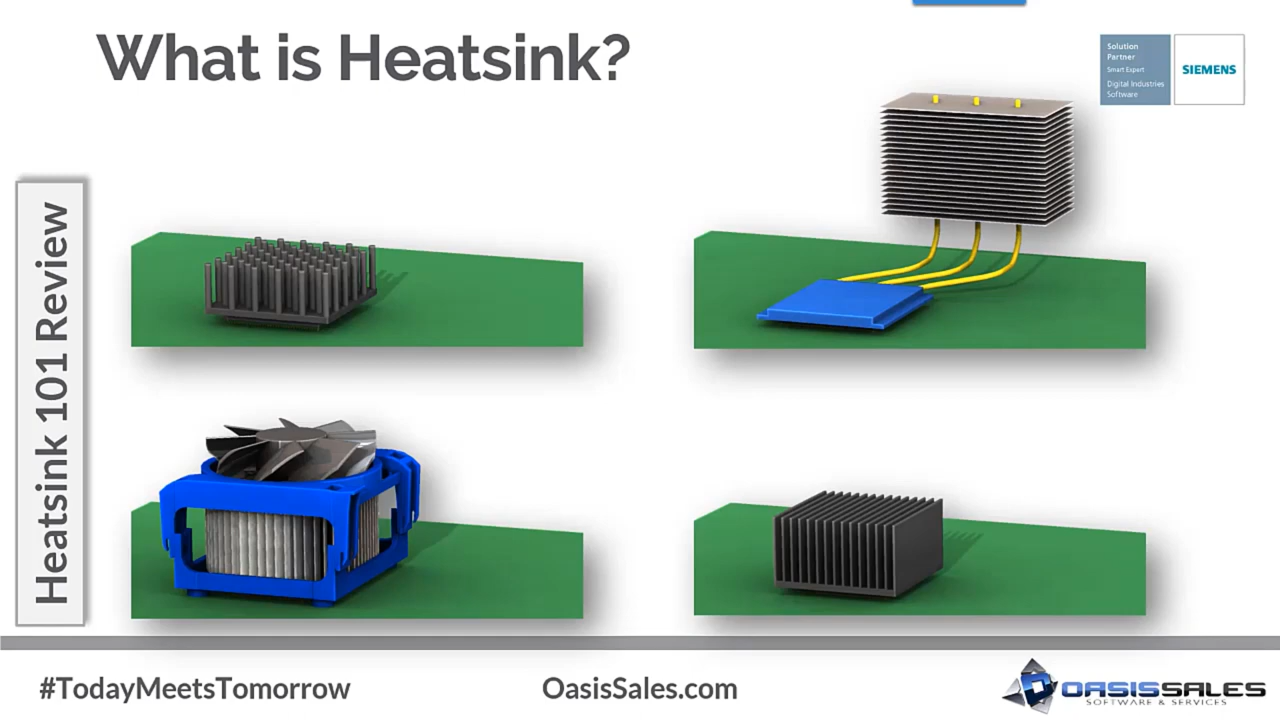 What is Heatsink?
Solution
Partner
Smart Expert
Digital Industries
Software
SIEMENS
Heatsink 101 Review
#TodayMeetsTomorrow
OasisSales.com
OASISSALES
SOFTWARE & SERVICES